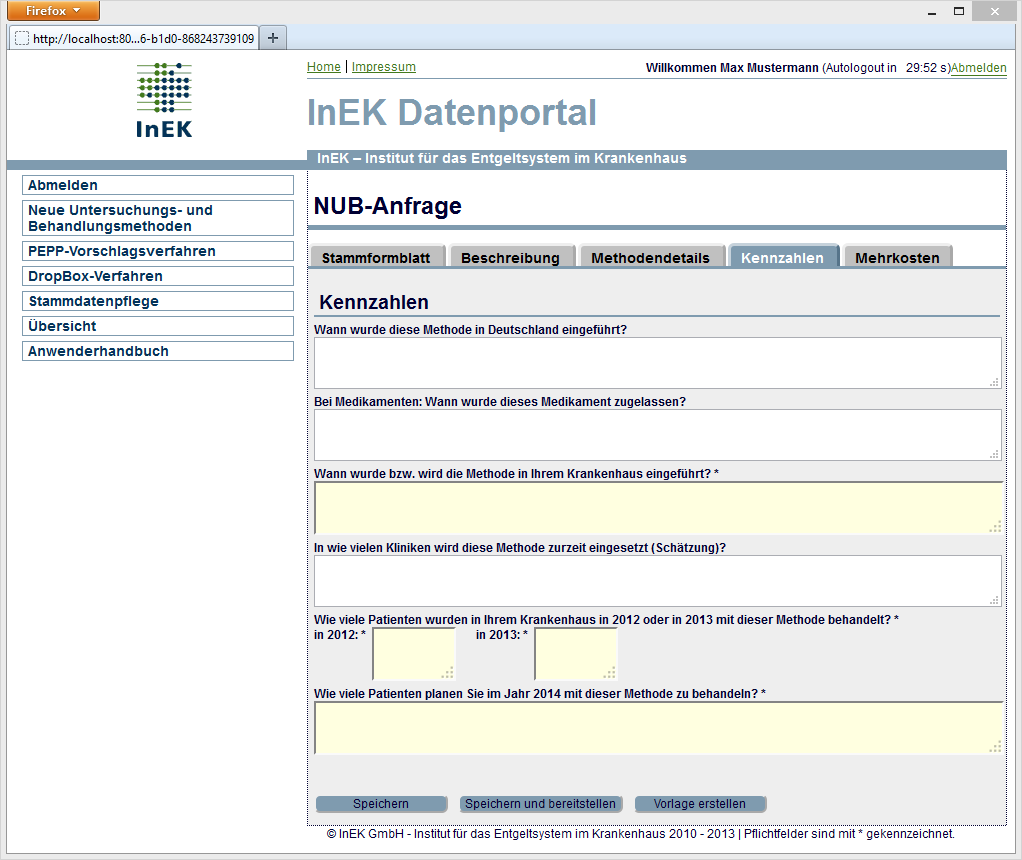 Firefox
http://localhost:80...6-b1d0-868243739109
Home | Impressum
Willkommen Max Mustermann (Autologout in 29:52 s)Abmelden
InEK
InEK Datenportal
InEK – Institut für das Entgeltsystem im Krankenhaus
Abmelden
Neue Untersuchungs- und
Behandlungsmethoden
PEPP-Vorschlagsverfahren
DropBox-Verfahren
Stammdatenpflege
Übersicht
Anwenderhandbuch
NUB-Anfrage
Stammformblatt Beschreibung Methodendetails Kennzahlen Mehrkosten
Kennzahlen
Wann wurde diese Methode in Deutschland eingeführt?
Bei Medikamenten: Wann wurde dieses Medikament zugelassen?
Wann wurde bzw. wird die Methode in Ihrem Krankenhaus eingeführt? *
In wie vielen Kliniken wird diese Methode zurzeit eingesetzt (Schätzung)?
Wie viele Patienten wurden in Ihrem Krankenhaus in 2012 oder in 2013 mit dieser Methode behandelt? *
in 2012: * in 2013: *
Wie viele Patienten planen Sie im Jahr 2014 mit dieser Methode zu behandeln? *
Speichern Speichern und bereitstellen Vorlage erstellen
© InEK GmbH - Institut für das Entgeltsystem im Krankenhaus 2010 - 2013 | Pflichtfelder sind mit * gekennzeichnet.